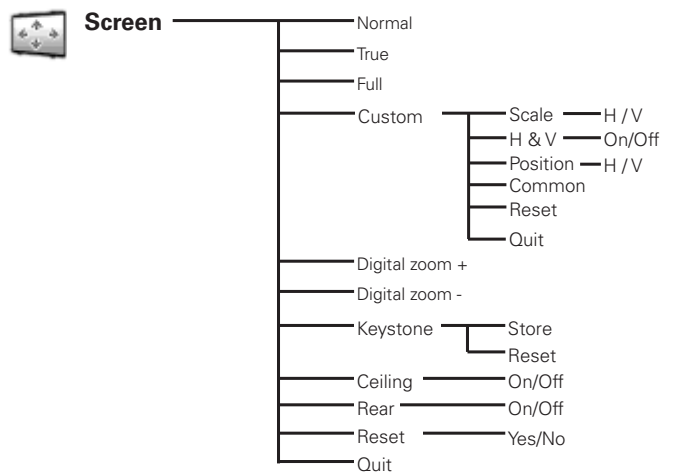 Screen Normal
True
Full
Custom Scale H / V
H & V On/Off
Position H / V
Common
Reset
Quit
Digital zoom +
Digital zoom -
Keystone Store
Reset
Ceiling On/Off
Rear On/Off
Reset Yes/No
Quit